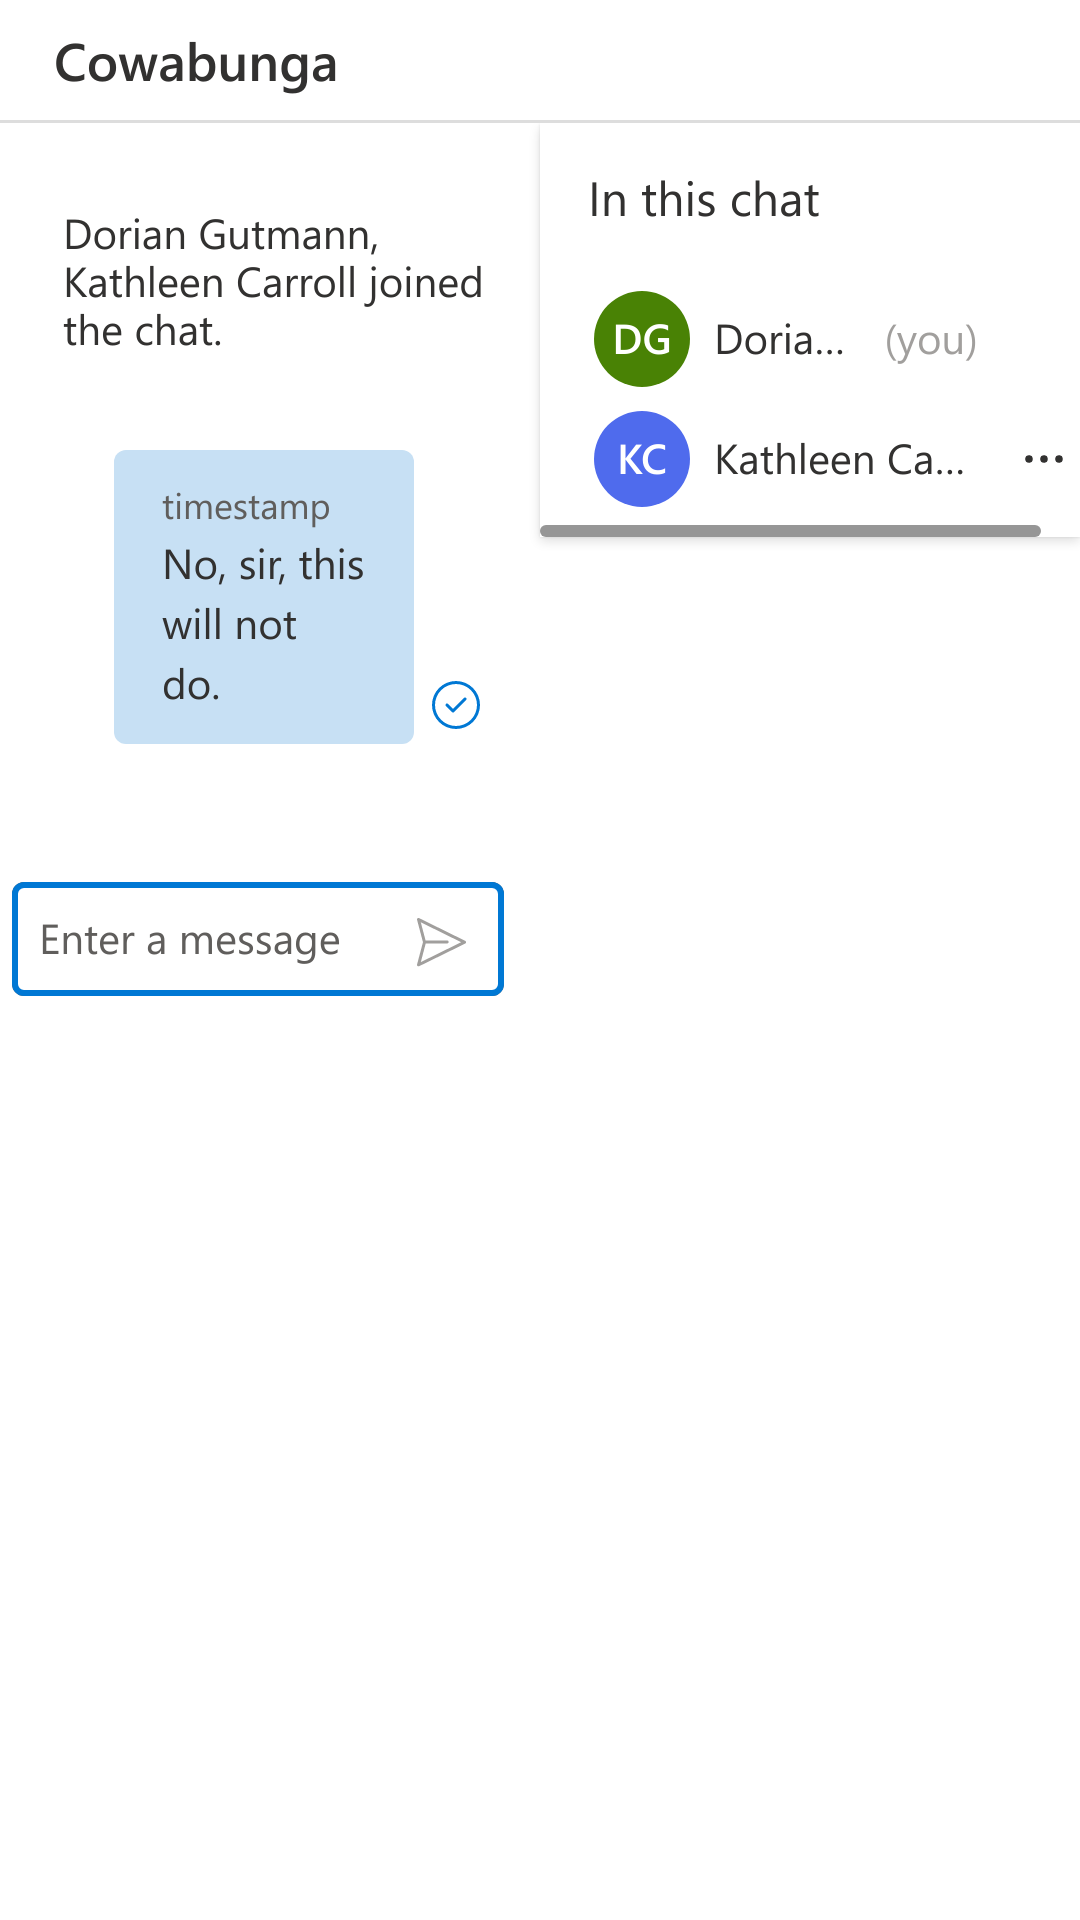 Cowabunga
Dorian Gutmann,
Kathleen Carroll joined
the chat.
timestamp
No, sir, this
will not
do.
Enter a message
In this chat
DG Doria... (you)
KC Kathleen Ca...